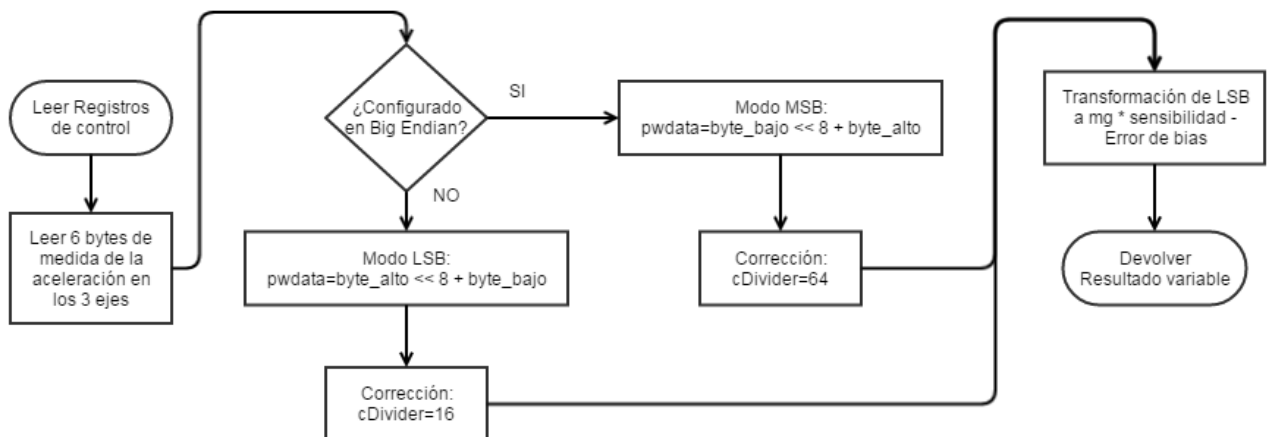 Leer Registros
de control
Leer 6 bytes de
medida de la
aceleración en
los 3 ejes
¿Configurado
en Big Endian?
SI
NO
Modo LSB:
pwdata=byte_alto << 8 + byte_bajo
Corrección:
cDivider=16
Modo MSB:
pwdata=byte_bajo << 8 + byte_alto
Corrección:
cDivider=64
Transformación de LSB
a mg * sensibilidad -
Error de bias
Devolver
Resultado variable